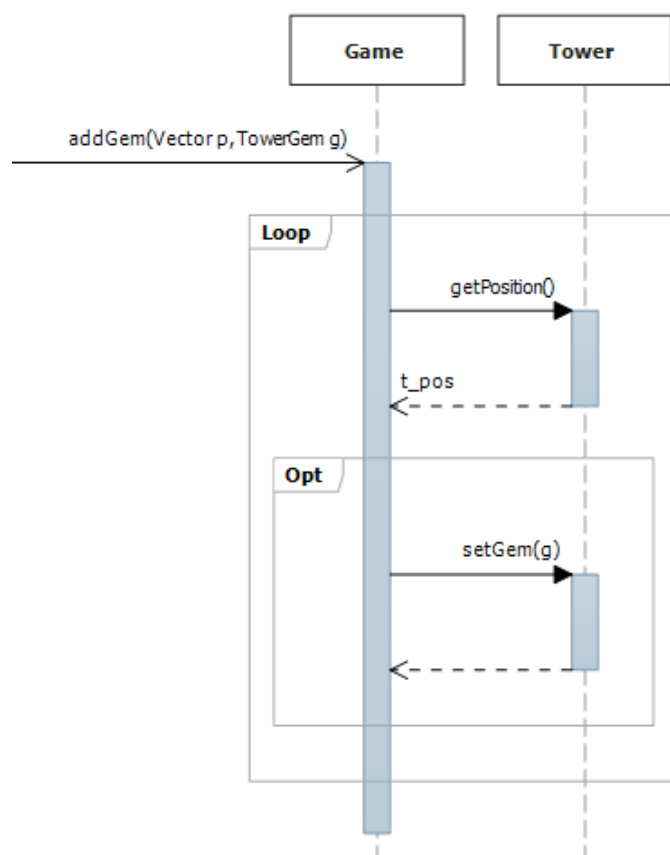 Game
Tower
addGem(Vector p, TowerGem g)
Loop
getPosition()
t_pos
Opt
setGem(g)